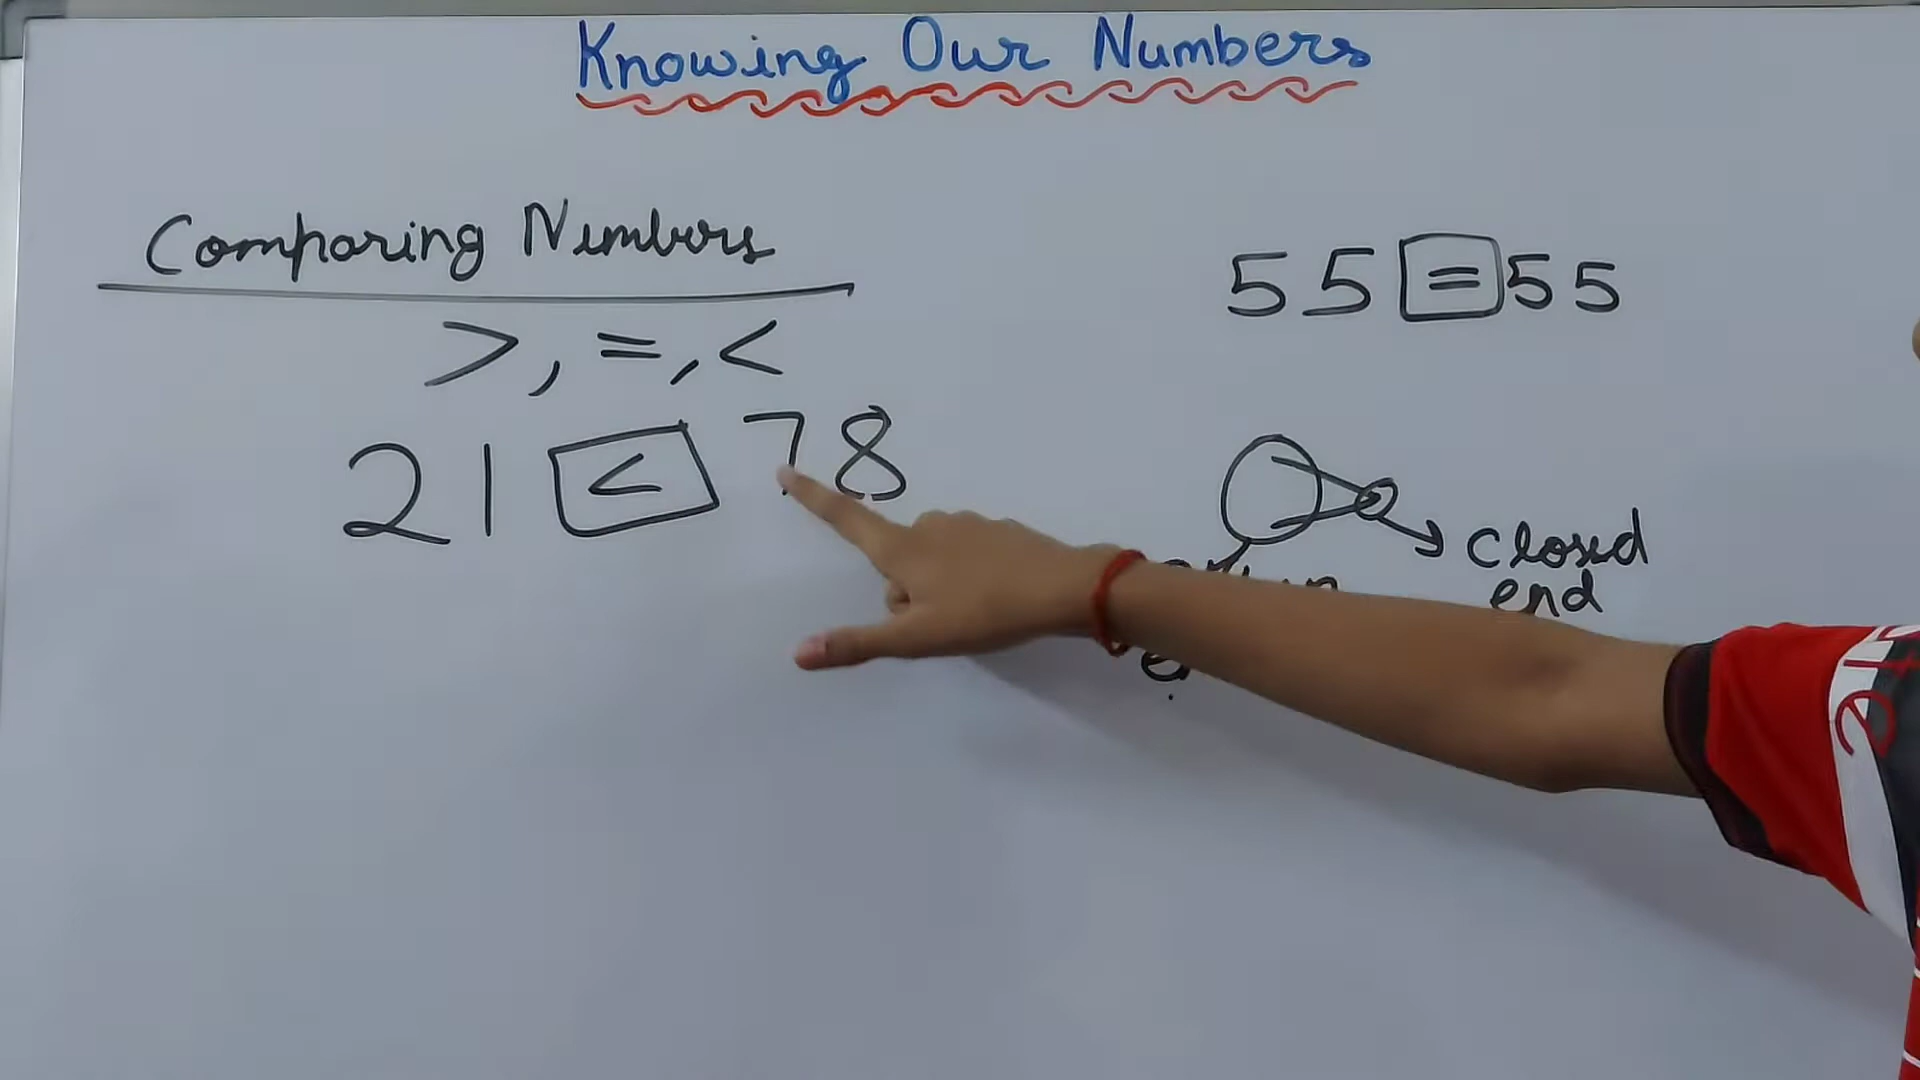 Knowing Our Numbers
Comparing Numbers
>, =, <
21 < 78
55 = 55
closed
end